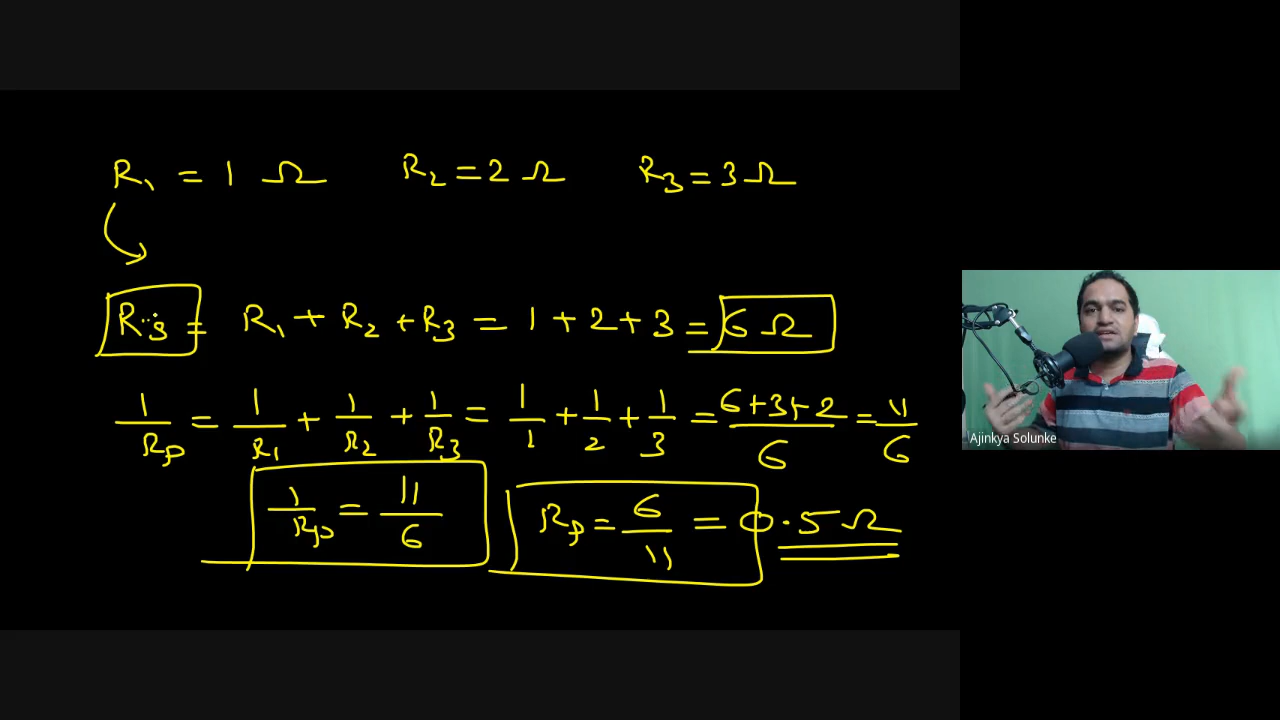 R₁ = 1 Ω R₂ = 2 Ω R₃ = 3 Ω
Rₛ = R₁ + R₂ + R₃ = 1 + 2 + 3 = 6 Ω
1/Rₚ = 1/R₁ + 1/R₂ + 1/R₃ = 1/1 + 1/2 + 1/3 = 6+3+2/6 = 11/6
1/Rₚ = 11/6 Rₚ = 6/11 = 0.5 Ω
Ajinkya Solunke